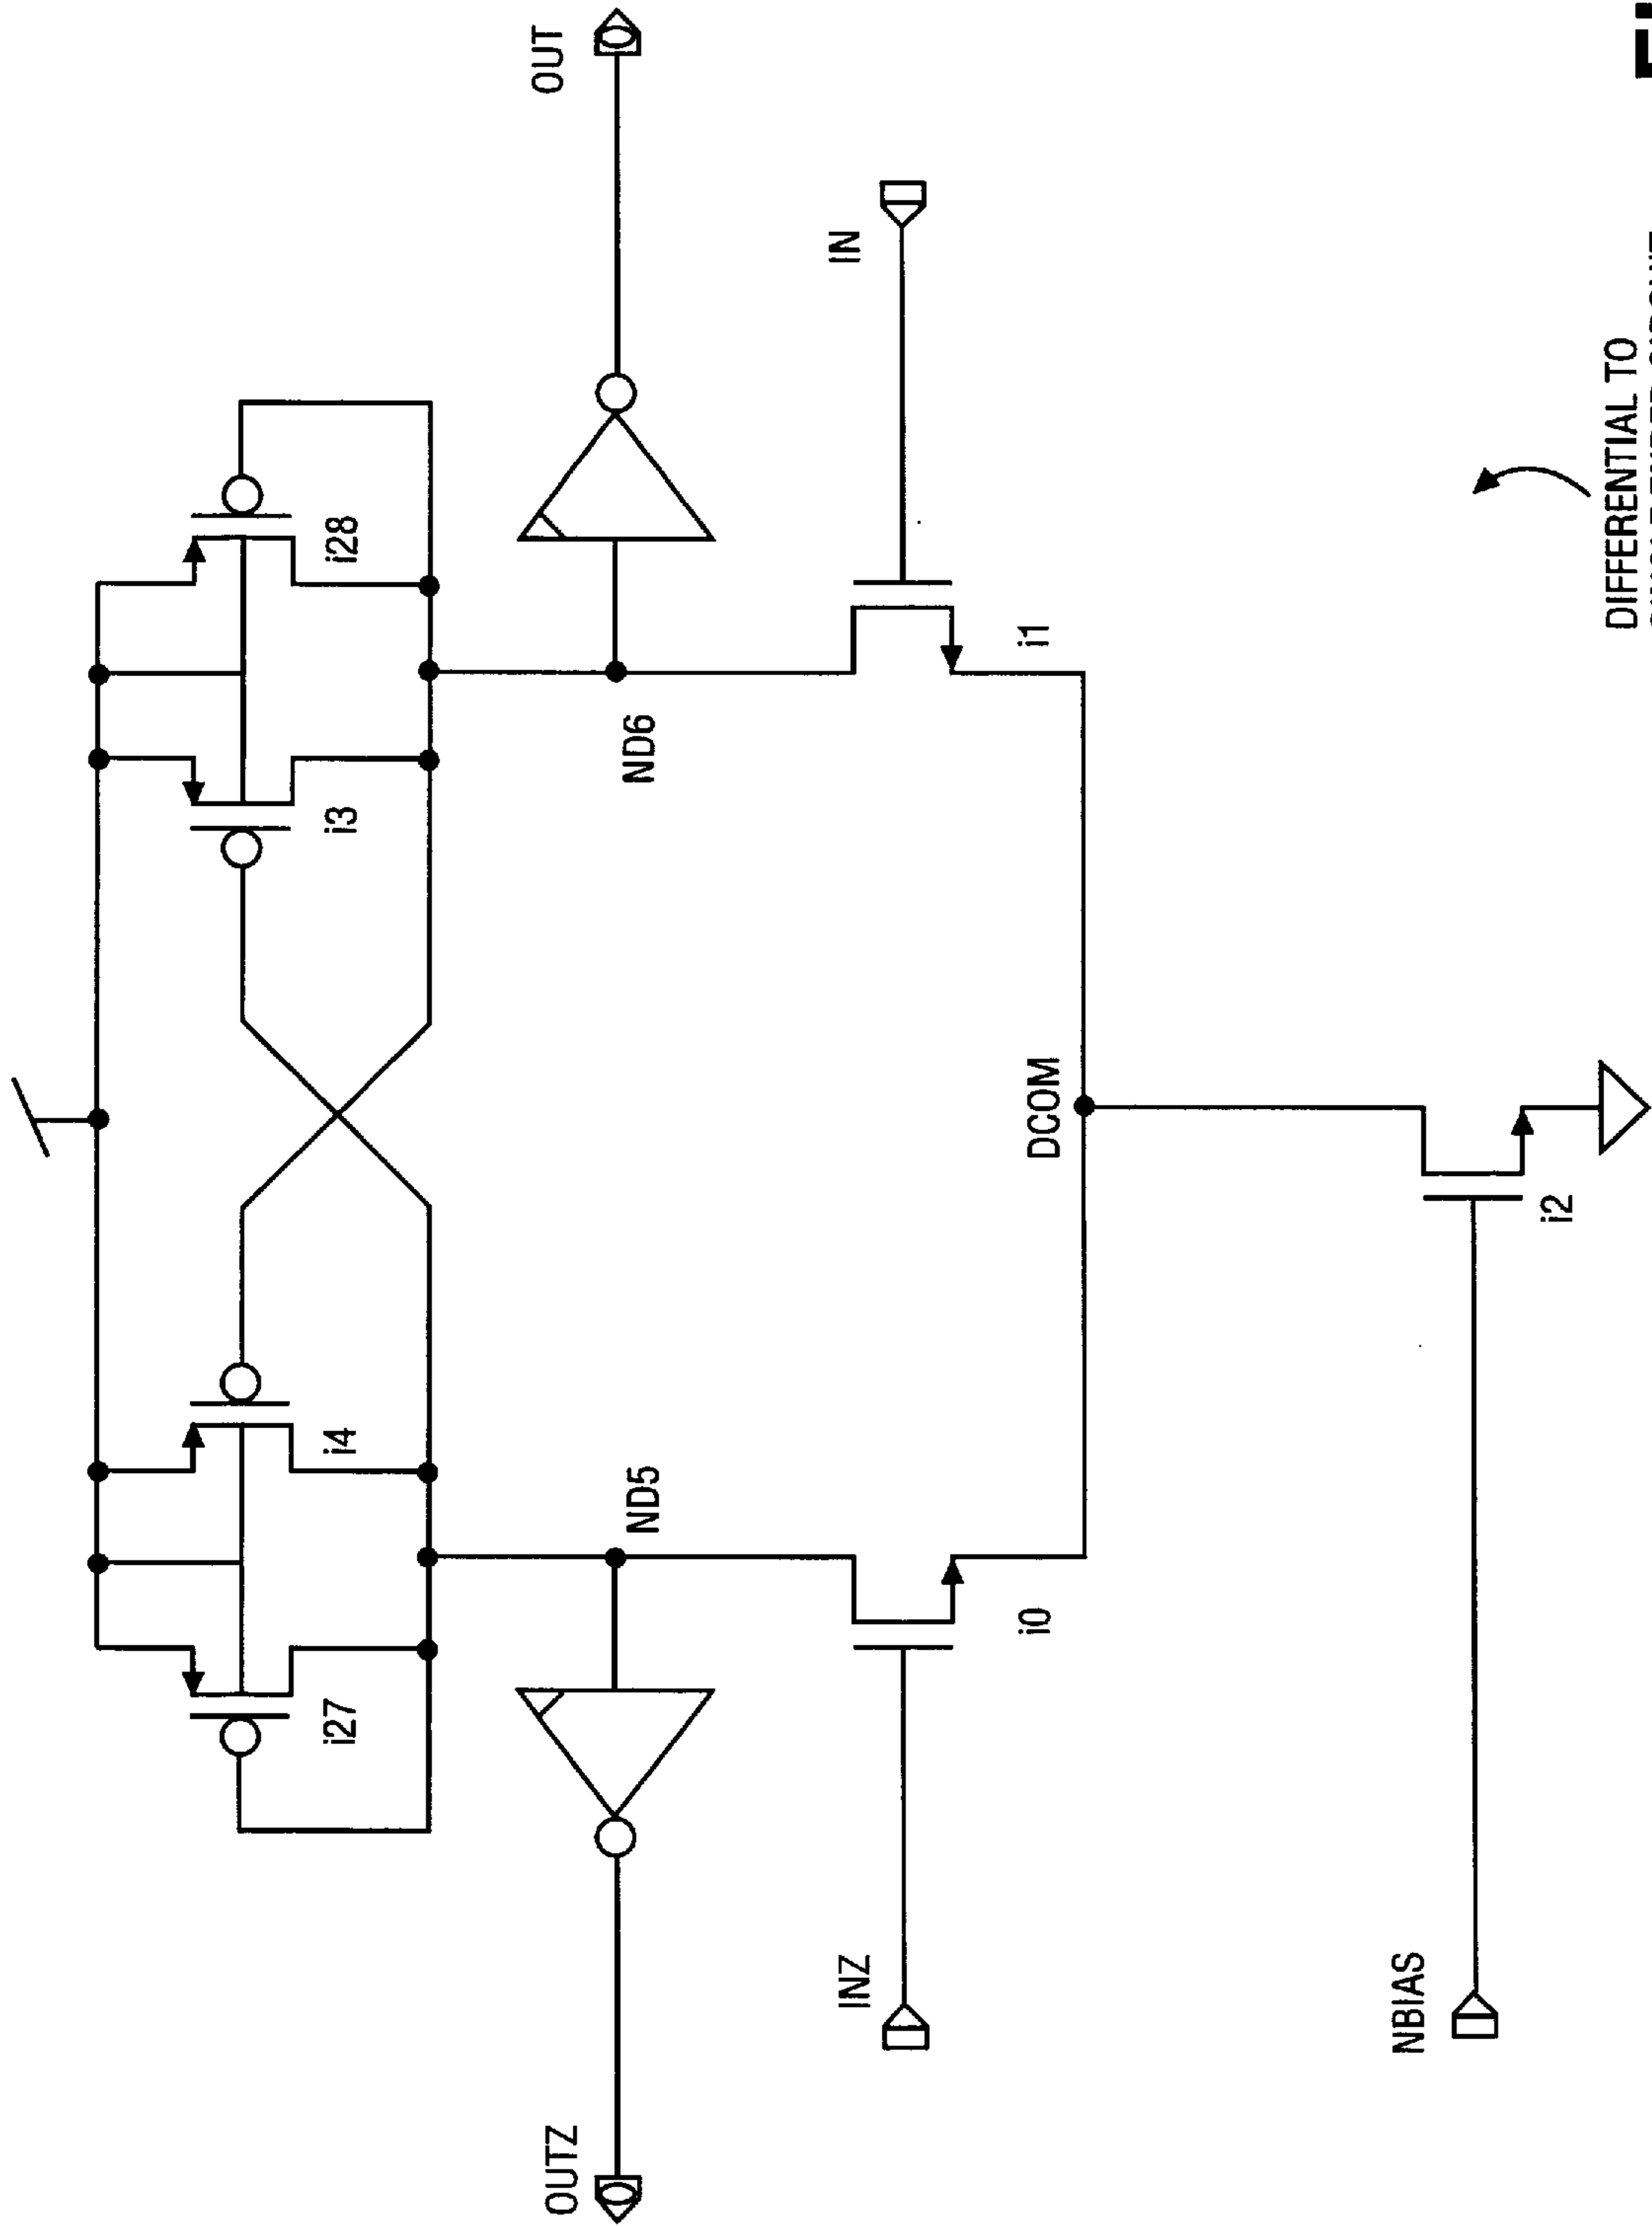 OUT
IN
i28
i3
ND6
i1
DCOM
i4
i27
ND5
i0
i2
INZ
OUTZ
NBIAS
DIFFERENTIAL TO